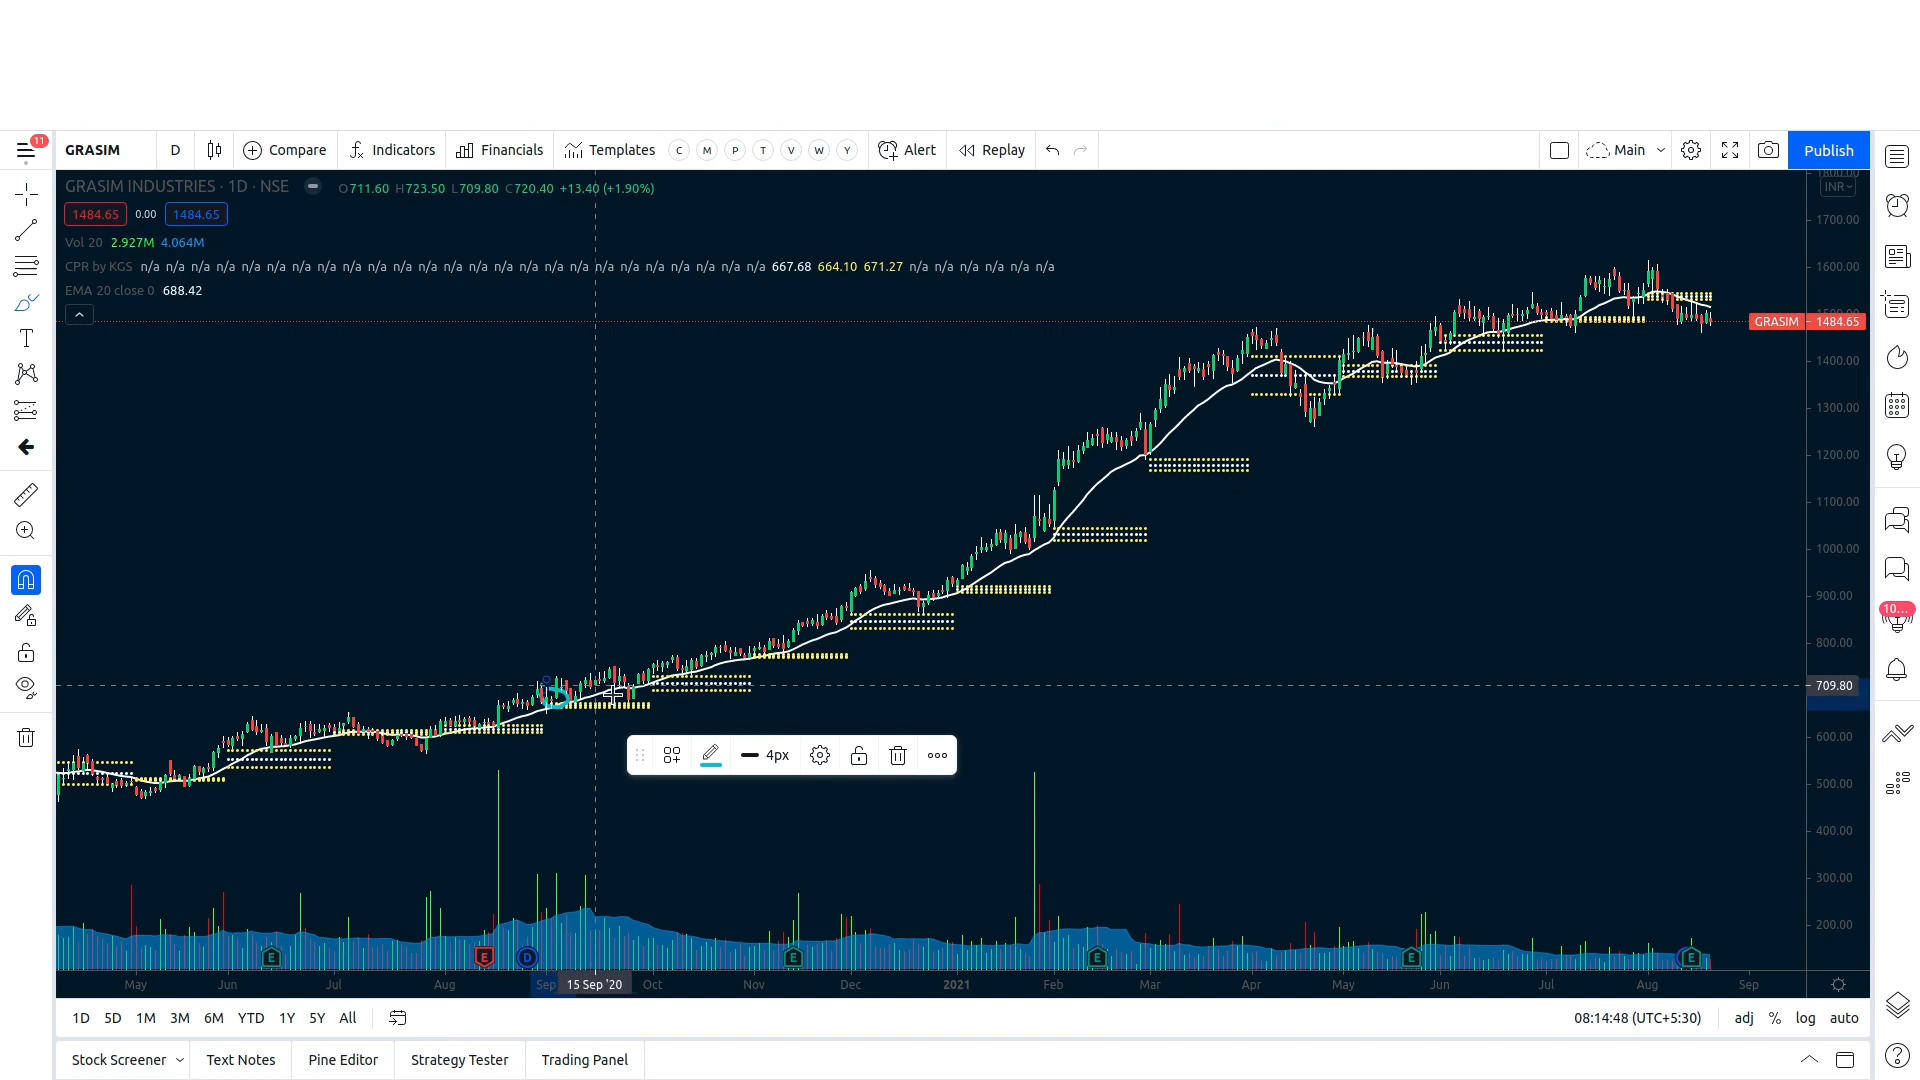 11
GRASIM D Compare Indicators Financials Templates C M P T V W Y Alert Replay Main Publish
GRASIM INDUSTRIES · 1D · NSE O711.60 H723.50 L709.80 C720.40 +13.40 (+1.90%)
1484.65 0.00 1484.65
Vol 20 2.927M 4.064M
CPR by KGS n/a n/a n/a n/a n/a n/a n/a n/a n/a n/a n/a n/a n/a n/a n/a n/a n/a n/a n/a n/a n/a n/a n/a n/a n/a 667.68 664.10 671.27 n/a n/a n/a n/a n/a n/a
EMA 20 close 0 688.42
1800.00
INR
1700.00
1600.00
GRASIM 1484.65
1400.00
1300.00
1200.00
1100.00
1000.00
900.00
800.00
709.80
600.00
500.00
400.00
300.00
200.00
10...
4px
E E D E E E E
May Jun Jul Aug Sep 15 Sep '20 Oct Nov Dec 2021 Feb Mar Apr May Jun Jul Aug Sep
1D 5D 1M 3M 6M YTD 1Y 5Y All 08:14:48 (UTC+5:30) adj % log auto
Stock Screener Text Notes Pine Editor Strategy Tester Trading Panel